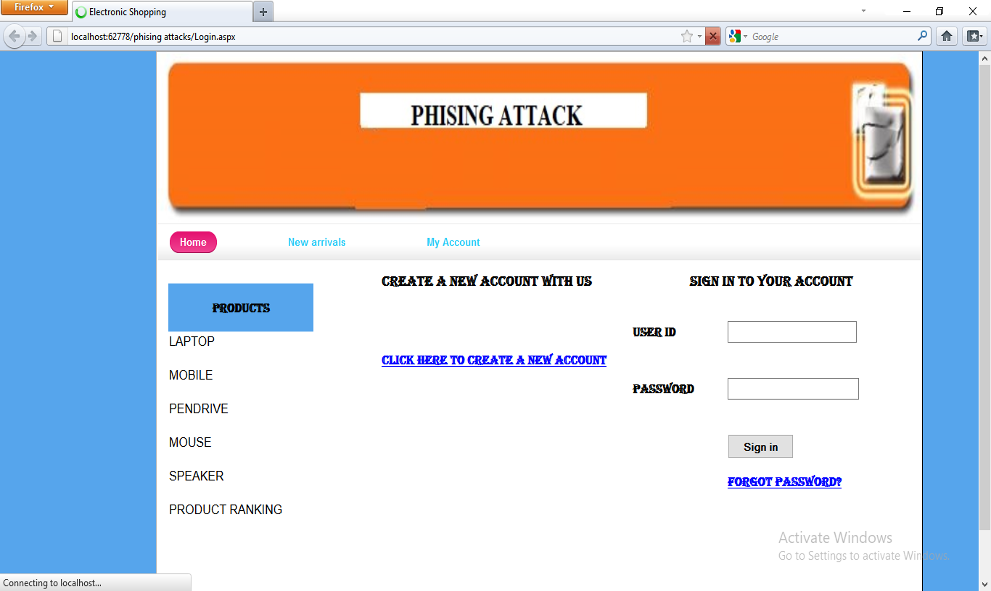 Firefox
Electronic Shopping
localhost:62778/phising attacks/Login.aspx
Google
PHISING ATTACK
Home
New arrivals
My Account
PRODUCTS
LAPTOP
MOBILE
PENDRIVE
MOUSE
SPEAKER
PRODUCT RANKING
CREATE A NEW ACCOUNT WITH US
CLICK HERE TO CREATE A NEW ACCOUNT
SIGN IN TO YOUR ACCOUNT
USER ID
PASSWORD
Sign in
FORGOT PASSWORD?
Activate Windows
Go to Settings to activate Windows.
Connecting to localhost...